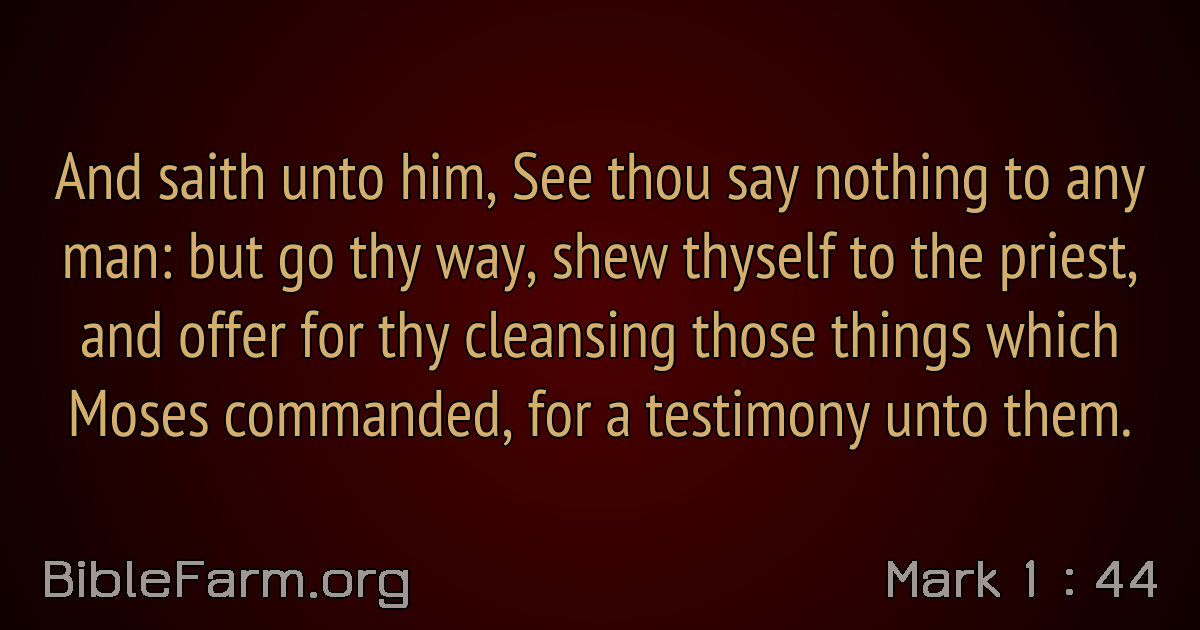 And saith unto him, See thou say nothing to any
man: but go thy way, shew thyself to the priest,
and offer for thy cleansing those things which
Moses commanded, for a testimony unto them.
BibleFarm.org
Mark 1 : 44